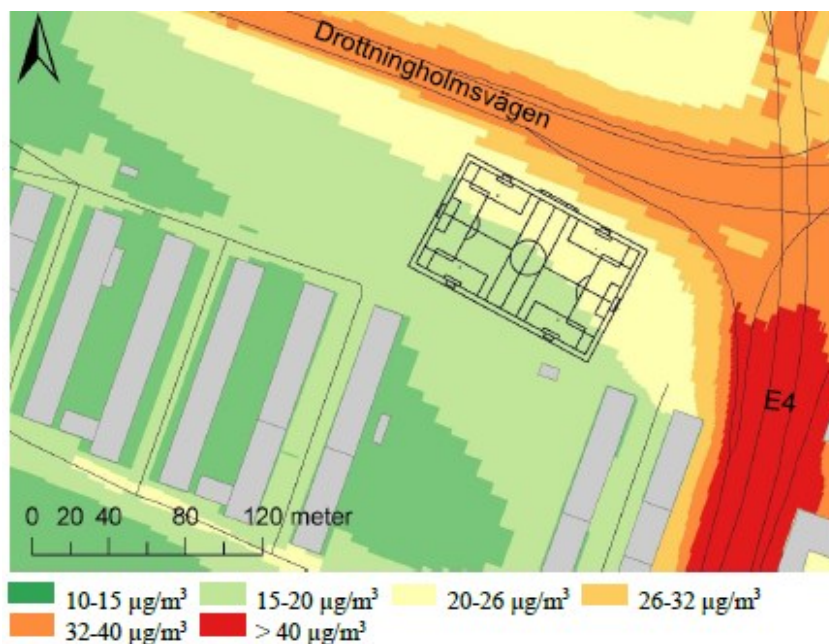 Drottningholmsvägen
E4
0 20 40 80 120 meter
10-15 µg/m³ 15-20 µg/m³ 20-26 µg/m³ 26-32 µg/m³
32-40 µg/m³ > 40 µg/m³